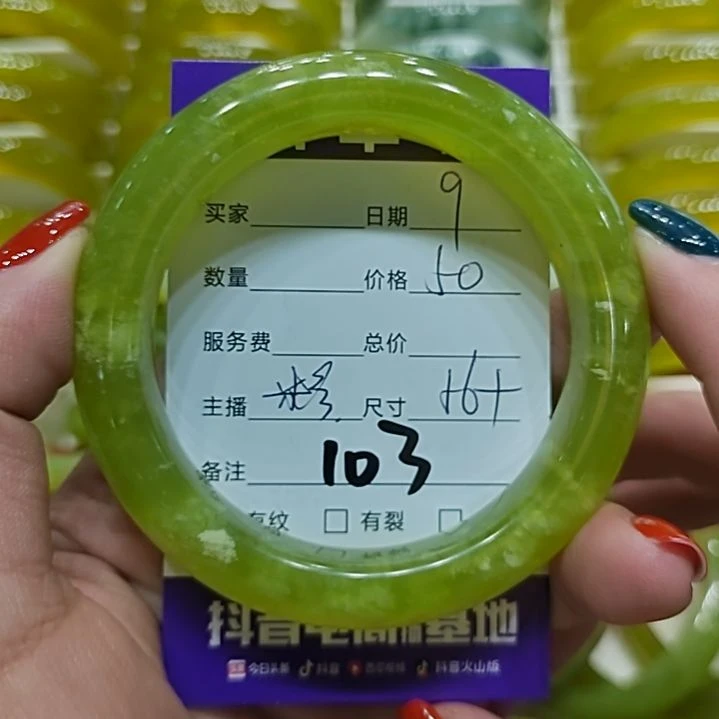 买家 日期 9
数量 价格 50
服务费 总价
主播 尺寸
备注 103
有纹 有裂
抖音电商 基地
今日头条 抖音 西瓜视频 抖音火山版